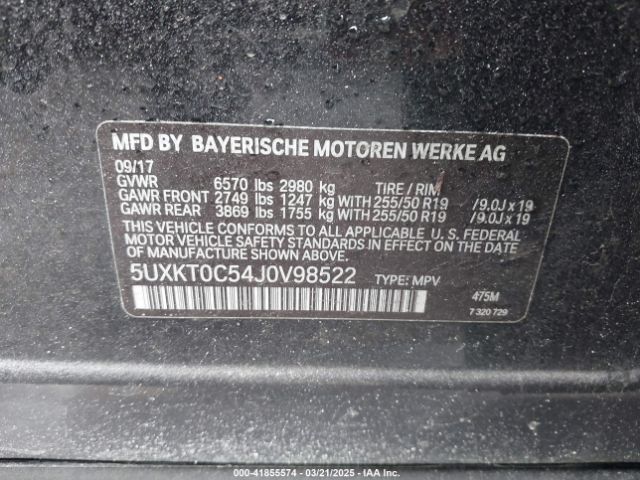 MFD BY BAYERISCHE MOTOREN WERKE AG
09/17
GVWR 6570 lbs 2980 kg TIRE / RIM
GAWR FRONT 2749 lbs 1247 kg WITH 255/50 R19 /9.0J x 19
GAWR REAR 3869 lbs 1755 kg WITH 255/50 R19 /9.0J x 19
THIS VEHICLE CONFORMS TO ALL APPLICABLE U. S. FEDERAL
MOTOR VEHICLE SAFETY STANDARDS IN EFFECT ON THE
DATE OF MANUFACTURE SHOWN ABOVE.
5UXKT0C54J0V98522 TYPE: MPV
475M
7 320 729
000-41855574 | 03/21/2025 | IAA Inc.